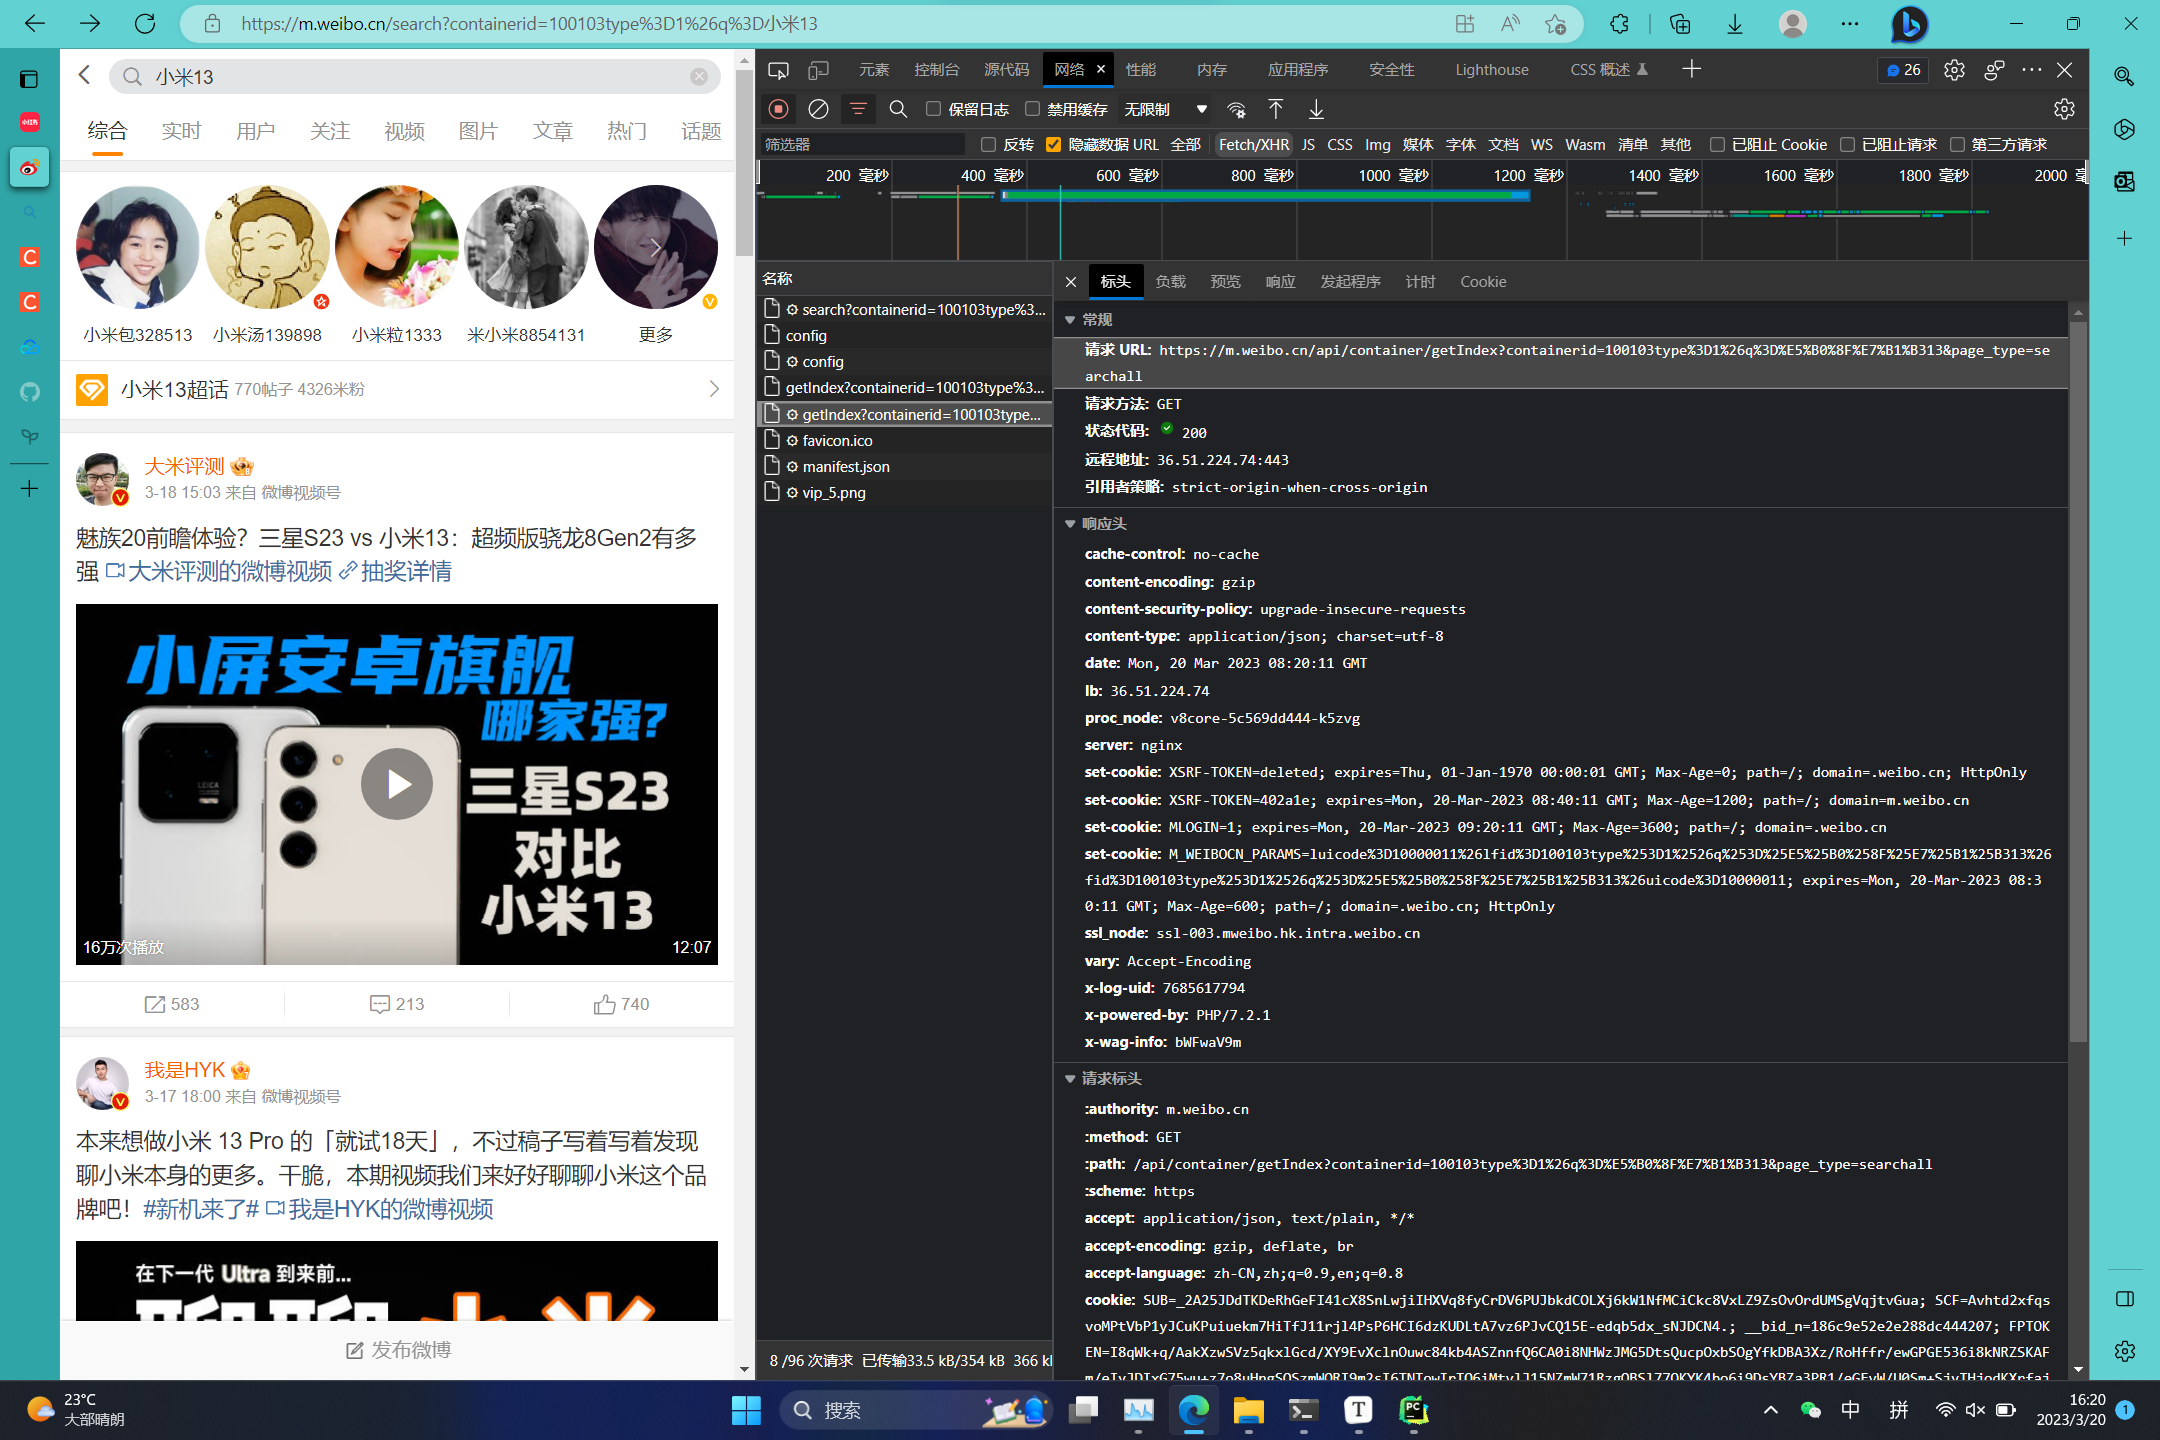 https://m.weibo.cn/search?containerid=100103type%3D1%26q%3D小米13
小米13
综合 实时 用户 关注 视频 图片 文章 热门 话题
小米包328513 小米汤139898 小米粒1333 米小米8854131 更多
小米13超话 770帖子 4326米粉
大米评测
3-18 15:03 来自 微博视频号
魅族20前瞻体验？三星S23 vs 小米13：超频版骁龙8Gen2有多
强 大米评测的微博视频 抽奖详情
小屏安卓旗舰
哪家强?
LEICA
三星S23
对比
小米13
16万次播放 12:07
583 213 740
我是HYK
3-17 18:00 来自 微博视频号
本来想做小米 13 Pro 的「就试18天」，不过稿子写着写着发现
聊小米本身的更多。干脆，本期视频我们来好好聊聊小米这个品
牌吧！#新机来了# 我是HYK的微博视频
在下一代 Ultra 到来前...
发布微博
元素 控制台 源代码 网络 性能 内存 应用程序 安全性 Lighthouse CSS 概述 26
保留日志 禁用缓存 无限制
筛选器 反转 隐藏数据 URL 全部 Fetch/XHR JS CSS Img 媒体 字体 文档 WS Wasm 清单 其他 已阻止 Cookie 已阻止请求 第三方请求
200 毫秒 400 毫秒 600 毫秒 800 毫秒 1000 毫秒 1200 毫秒 1400 毫秒 1600 毫秒 1800 毫秒 2000
名称
search?containerid=100103type%3...
config
config
getIndex?containerid=100103type%3...
getIndex?containerid=100103type...
favicon.ico
manifest.json
vip_5.png
8 /96 次请求 已传输33.5 kB/354 kB 366
标头 负载 预览 响应 发起程序 计时 Cookie
常规
请求 URL: https://m.weibo.cn/api/container/getIndex?containerid=100103type%3D1%26q%3D%E5%B0%8F%E7%B1%B313&page_type=se
archall
请求方法: GET
状态代码: 200
远程地址: 36.51.224.74:443
引用者策略: strict-origin-when-cross-origin
响应头
cache-control: no-cache
content-encoding: gzip
content-security-policy: upgrade-insecure-requests
content-type: application/json; charset=utf-8
date: Mon, 20 Mar 2023 08:20:11 GMT
lb: 36.51.224.74
proc_node: v8core-5c569dd444-k5zvg
server: nginx
set-cookie: XSRF-TOKEN=deleted; expires=Thu, 01-Jan-1970 00:00:01 GMT; Max-Age=0; path=/; domain=.weibo.cn; HttpOnly
set-cookie: XSRF-TOKEN=402a1e; expires=Mon, 20-Mar-2023 08:40:11 GMT; Max-Age=1200; path=/; domain=m.weibo.cn
set-cookie: MLOGIN=1; expires=Mon, 20-Mar-2023 09:20:11 GMT; Max-Age=3600; path=/; domain=.weibo.cn
set-cookie: M_WEIBOCN_PARAMS=luicode%3D10000011%26lfid%3D100103type%253D1%2526q%253D%25E5%25B0%258F%25E7%25B1%25B313%26
fid%3D100103type%253D1%2526q%253D%25E5%25B0%258F%25E7%25B1%25B313%26uicode%3D10000011; expires=Mon, 20-Mar-2023 08:3
0:11 GMT; Max-Age=600; path=/; domain=.weibo.cn; HttpOnly
ssl_node: ssl-003.mweibo.hk.intra.weibo.cn
vary: Accept-Encoding
x-log-uid: 7685617794
x-powered-by: PHP/7.2.1
x-wag-info: bWFwaV9m
请求标头
:authority: m.weibo.cn
:method: GET
:path: /api/container/getIndex?containerid=100103type%3D1%26q%3D%E5%B0%8F%E7%B1%B313&page_type=searchall
:scheme: https
accept: application/json, text/plain, */*
accept-encoding: gzip, deflate, br
accept-language: zh-CN,zh;q=0.9,en;q=0.8
cookie: SUB=_2A25JDdTKDeRhGeFI41cX8SnLwjiIHXVq8fyCrDV6PUJbkdCOLXj6kW1NfMCiCkc8VxLZ9ZsOvOrdUMSgVqjtvGua; SCF=Avhtd2xfqs
voMPtVbP1yJCuKPuiuekm7HiTfJ11rjl4PsP6HCI6dzKUDLtA7vz6PJvCQ15E-edqb5dx_sNJDCN4.; __bid_n=186c9e52e2e288dc444207; FPTOK
EN=I8qWk+q/AakXzwSVz5qkxlGcd/XY9EvXclnOuwc84kb4ASZnnfQ6CA0i8NHWzJMG5DtsQucpOxbSOgYfkDBA3Xz/RoHffr/ewGPGE536i8kNRZSKAF
23°C
大部晴朗
搜索
中 拼
16:20
2023/3/20
1